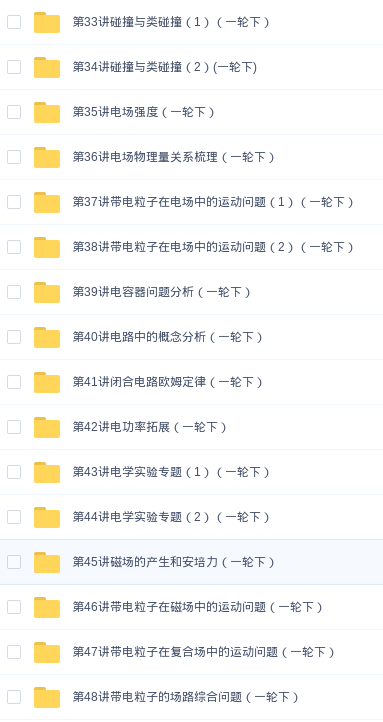 第33讲碰撞与类碰撞（1）（一轮下）
第34讲碰撞与类碰撞（2）(一轮下)
第35讲电场强度（一轮下）
第36讲电场物理量关系梳理（一轮下）
第37讲带电粒子在电场中的运动问题（1）（一轮下）
第38讲带电粒子在电场中的运动问题（2）（一轮下）
第39讲电容器问题分析（一轮下）
第40讲电路中的概念分析（一轮下）
第41讲闭合电路欧姆定律（一轮下）
第42讲电功率拓展（一轮下）
第43讲电学实验专题（1）（一轮下）
第44讲电学实验专题（2）（一轮下）
第45讲磁场的产生和安培力（一轮下）
第46讲带电粒子在磁场中的运动问题（一轮下）
第47讲带电粒子在复合场中的运动问题（一轮下）
第48讲带电粒子的场路综合问题（一轮下）